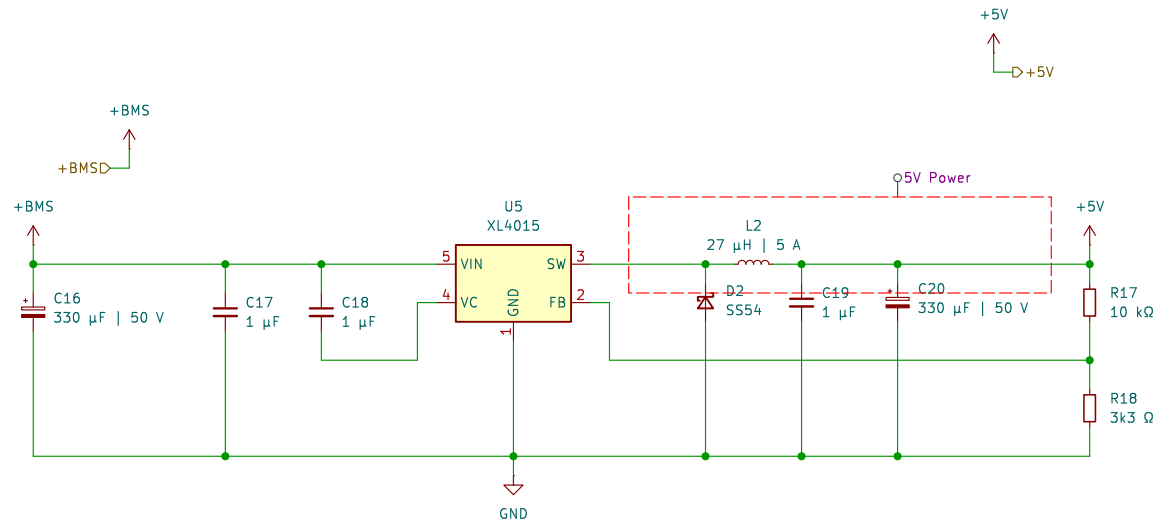 +5V
+5V
+BMS
+BMS
5V Power
+BMS
U5
XL4015
L2
27 µH | 5 A
+5V
5 VIN
SW 3
4 VC
FB 2
GND
1
C16
330 µF | 50 V
C17
1 µF
C18
1 µF
D2
SS54
C19
1 µF
C20
330 µF | 50 V
R17
10 kΩ
R18
3k3 Ω
GND